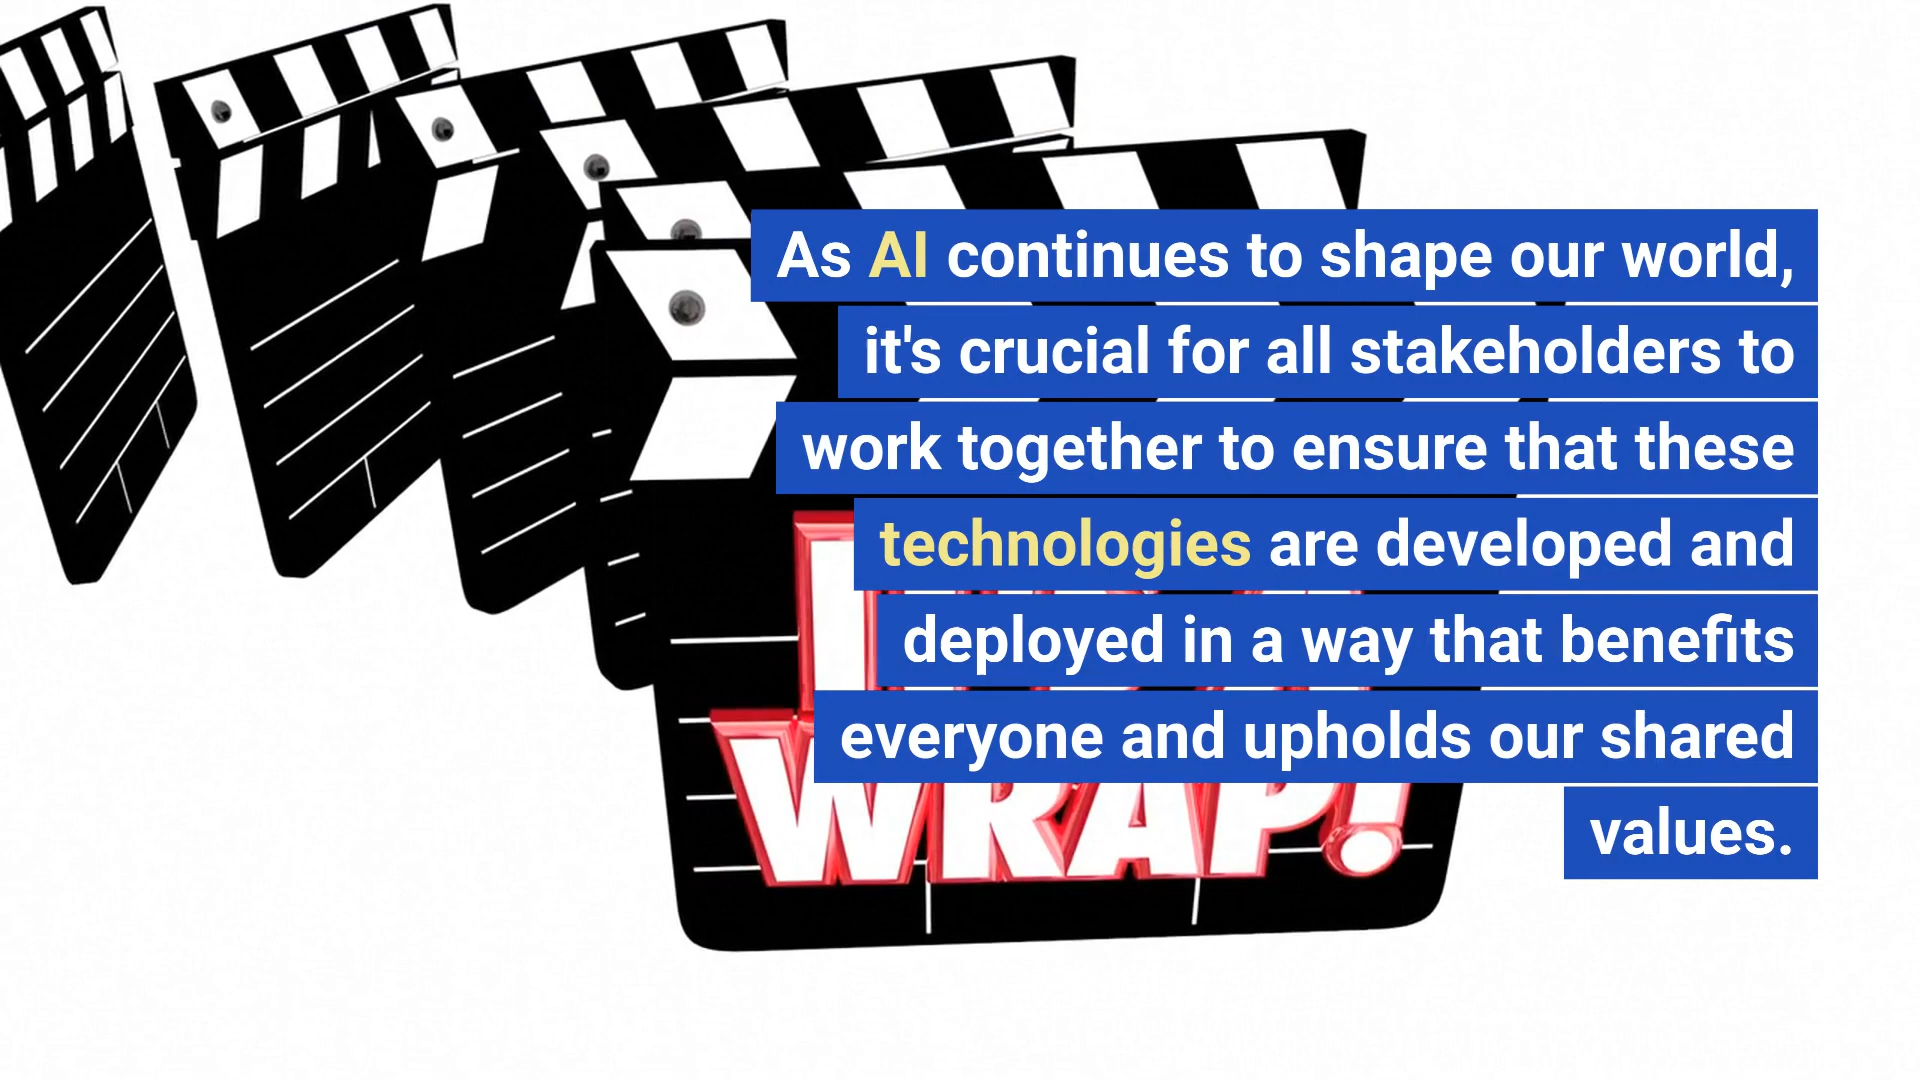 As AI continues to shape our world,
it's crucial for all stakeholders to
work together to ensure that these
technologies are developed and
deployed in a way that benefits
everyone and upholds our shared
values.
WRAP!